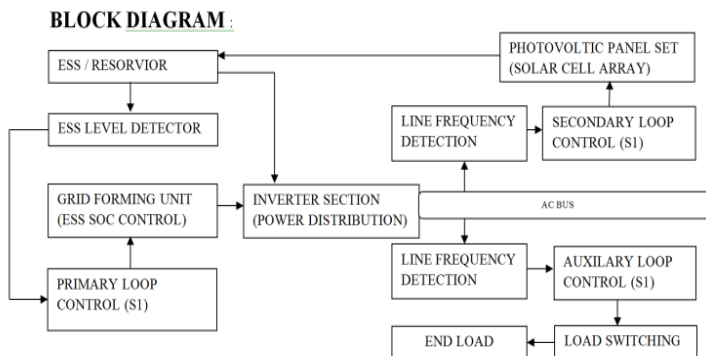 BLOCK DIAGRAM :
PHOTOVOLTIC PANEL SET
(SOLAR CELL ARRAY)
ESS / RESORVIOR
ESS LEVEL DETECTOR
LINE FREQUENCY
DETECTION
SECONDARY LOOP
CONTROL (S1)
GRID FORMING UNIT
(ESS SOC CONTROL)
INVERTER SECTION
(POWER DISTRIBUTION)
AC BUS
LINE FREQUENCY
DETECTION
AUXILARY LOOP
CONTROL (S1)
PRIMARY LOOP
CONTROL (S1)
END LOAD
LOAD SWITCHING